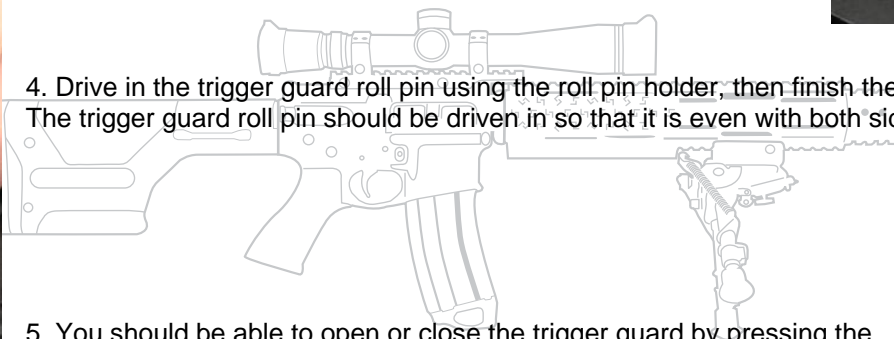 4. Drive in the trigger guard roll pin using the roll pin holder, then finish the
The trigger guard roll pin should be driven in so that it is even with both
5. You should be able to open or close the trigger guard by pressing the